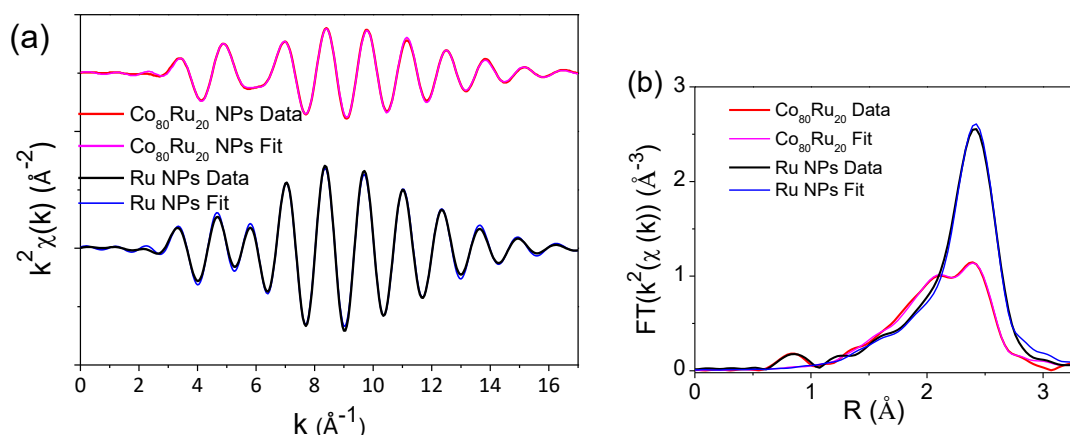 (a)
k²χ(k) (Å⁻²)
Co₈₀Ru₂₀ NPs Data
Co₈₀Ru₂₀ NPs Fit
Ru NPs Data
Ru NPs Fit
0 2 4 6 8 10 12 14 16
k (Å⁻¹)
(b)
FT(k²(χ (k)) (Å⁻³)
3
2
1
0
Co₈₀Ru₂₀ Data
Co₈₀Ru₂₀ Fit
Ru NPs Data
Ru NPs Fit
0 1 2 3
R (Å)